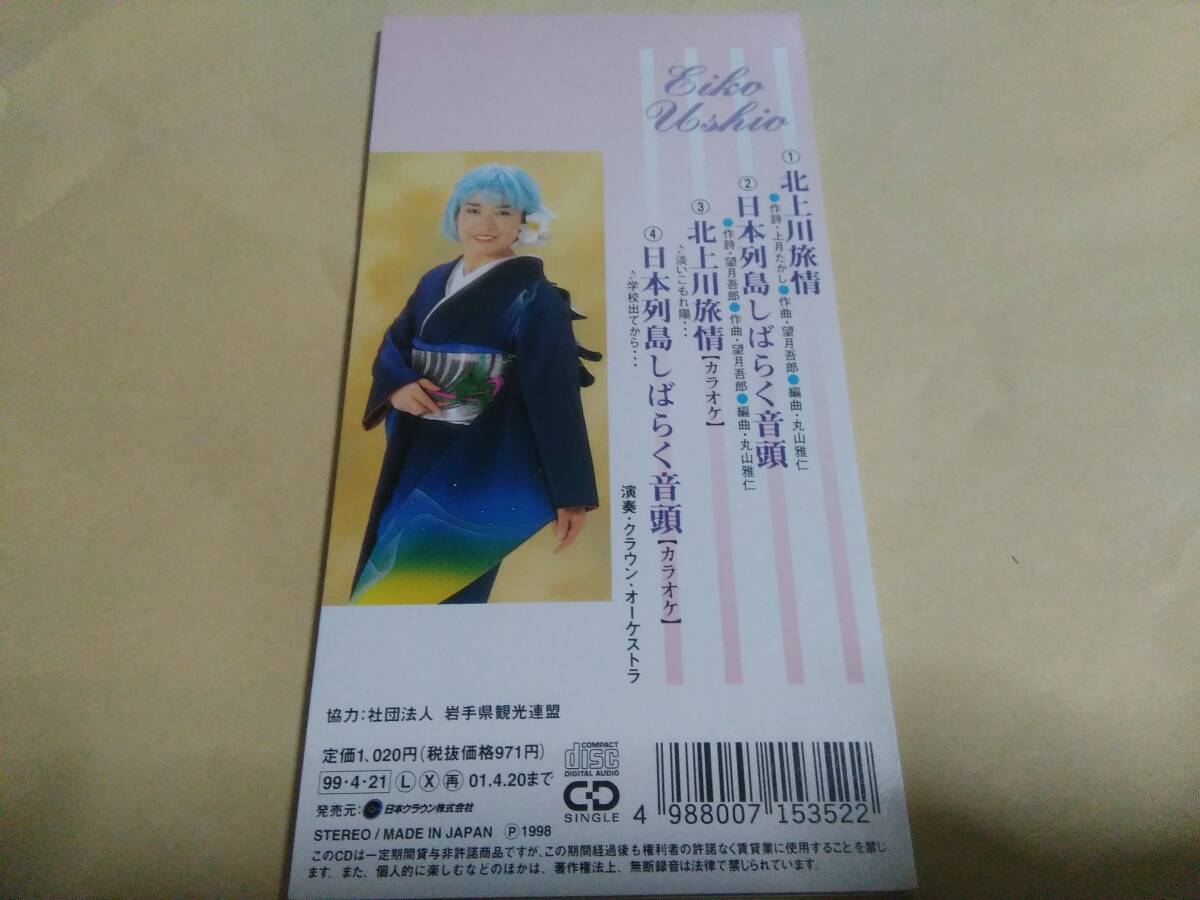 Eiko
Ushio
① 北上川旅情
●作詩・上月たかし●作曲・望月吾郎●編曲・丸山雅仁
② 日本列島しばらく音頭
●作詩・望月吾郎●作曲・望月吾郎●編曲・丸山雅仁
③ 北上川旅情【カラオケ】
♪淡いこもれ陽・・・
④ 日本列島しばらく音頭【カラオケ】
♪学校出てから・・・
演奏・クラウン・オーケストラ
協力:社団法人 岩手県観光連盟
定価1,020円(税抜価格971円)
99・4・21 Ⓛ Ⓧ 再 01.4.20まで
発売元: 日本クラウン株式会社
STEREO / MADE IN JAPAN Ⓟ 1998
COMPACT
disc
DIGITAL AUDIO
CD
SINGLE
4 988007 153522
このCDは一定期間貸与非許諾商品ですが、この期間経過後も権利者の許諾なく賃貸業に使用することを禁じ
ます。また、個人的に楽しむなどのほかは、著作権法上、無断録音は法律で禁じられています。